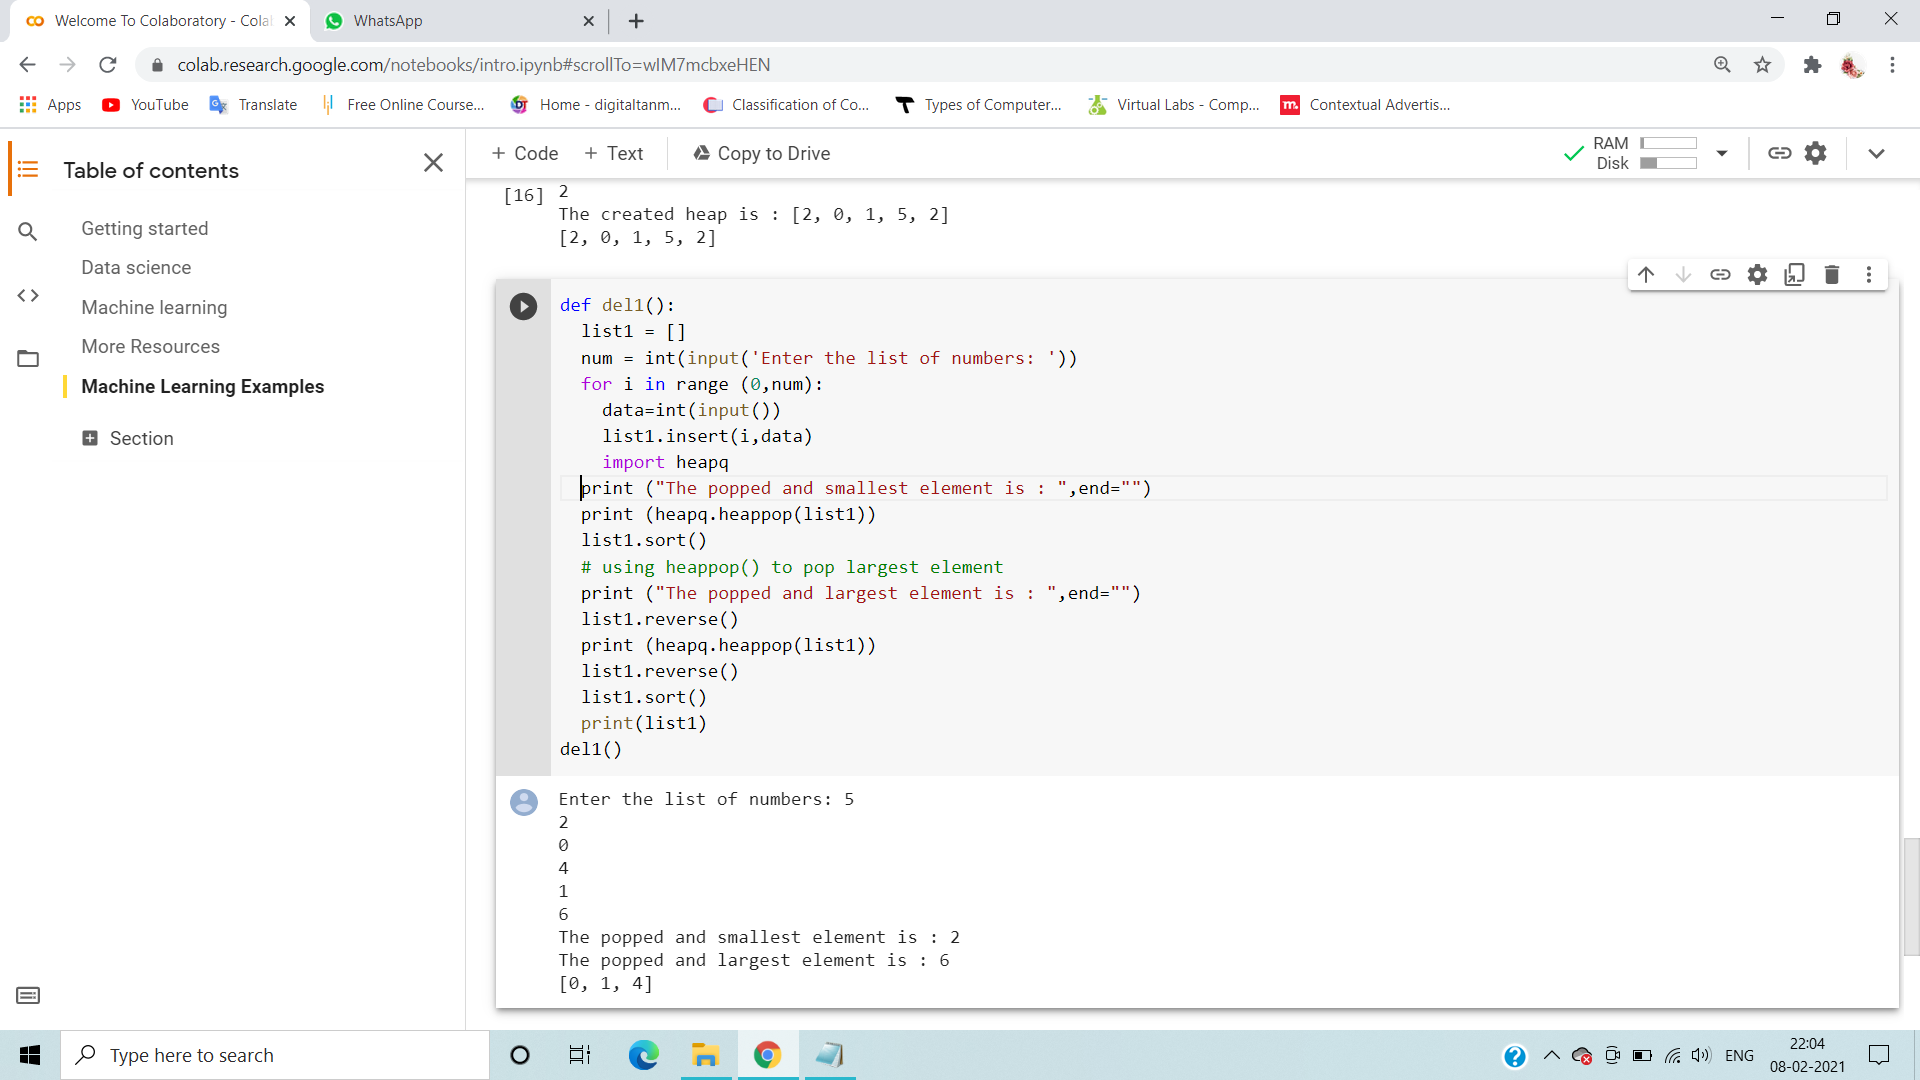 Welcome To Colaboratory - Colab
WhatsApp
colab.research.google.com/notebooks/intro.ipynb#scrollTo=wIM7mcbxeHEN
Apps YouTube Translate Free Online Course... Home - digitaltanm... Classification of Co... Types of Computer... Virtual Labs - Comp... Contextual Advertis...
Table of contents
Getting started
Data science
Machine learning
More Resources
Machine Learning Examples
Section
+ Code + Text Copy to Drive
RAM
Disk
[16] 2
The created heap is : [2, 0, 1, 5, 2]
[2, 0, 1, 5, 2]
def del1():
  list1 = []
  num = int(input('Enter the list of numbers: '))
  for i in range (0,num):
    data=int(input())
    list1.insert(i,data)
    import heapq
  print ("The popped and smallest element is : ",end="")
  print (heapq.heappop(list1))
  list1.sort()
  # using heappop() to pop largest element
  print ("The popped and largest element is : ",end="")
  list1.reverse()
  print (heapq.heappop(list1))
  list1.reverse()
  list1.sort()
  print(list1)
del1()
Enter the list of numbers: 5
2
0
4
1
6
The popped and smallest element is : 2
The popped and largest element is : 6
[0, 1, 4]
Type here to search
ENG
22:04
08-02-2021